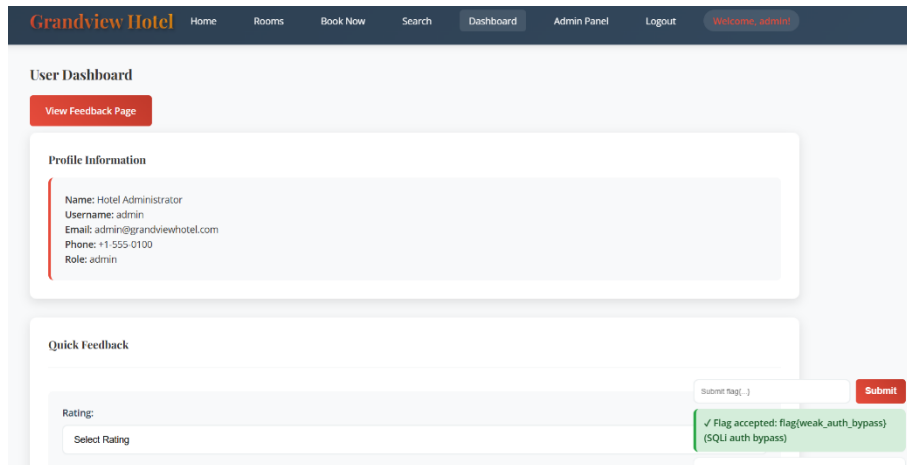 Grandview Hotel Home Rooms Book Now Search Dashboard Admin Panel Logout Welcome, admin!
User Dashboard
View Feedback Page
Profile Information
Name: Hotel Administrator
Username: admin
Email: admin@grandviewhotel.com
Phone: +1-555-0100
Role: admin
Quick Feedback
Submit flag{...} Submit
Rating:
✓ Flag accepted: flag{weak_auth_bypass}
(SQLi auth bypass)
Select Rating